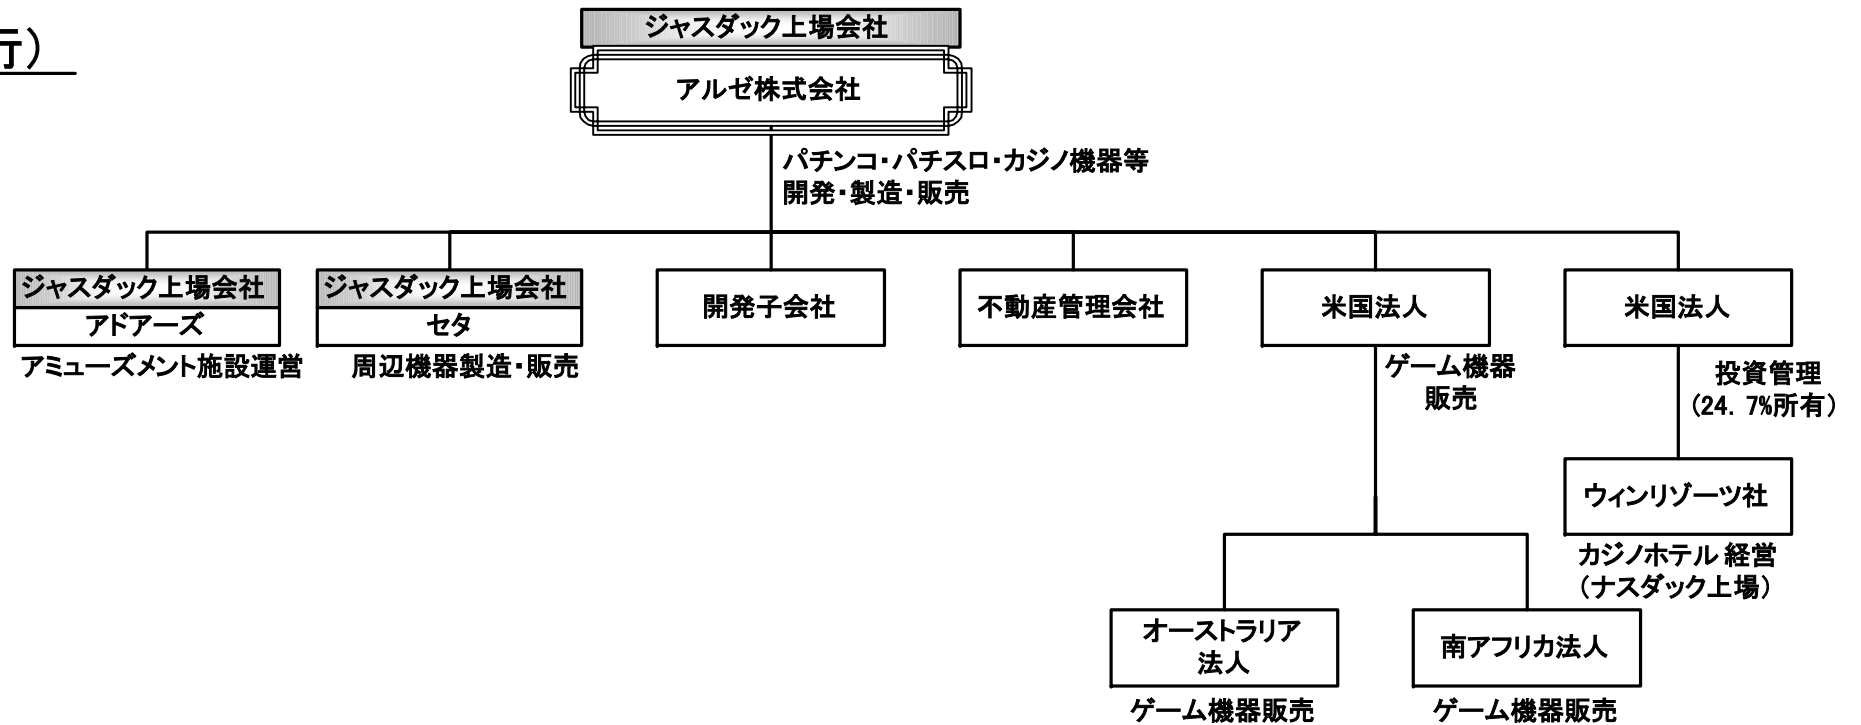 行）
ジャスダック上場会社
アルゼ株式会社
パチンコ・パチスロ・カジノ機器等
開発・製造・販売
ジャスダック上場会社
アドアーズ
アミューズメント施設運営
ジャスダック上場会社
セタ
周辺機器製造・販売
開発子会社
不動産管理会社
米国法人
ゲーム機器
販売
米国法人
投資管理
（24．7%所有）
ウィンリゾーツ社
カジノホテル 経営
（ナスダック上場）
オーストラリア
法人
ゲーム機器販売
南アフリカ法人
ゲーム機器販売